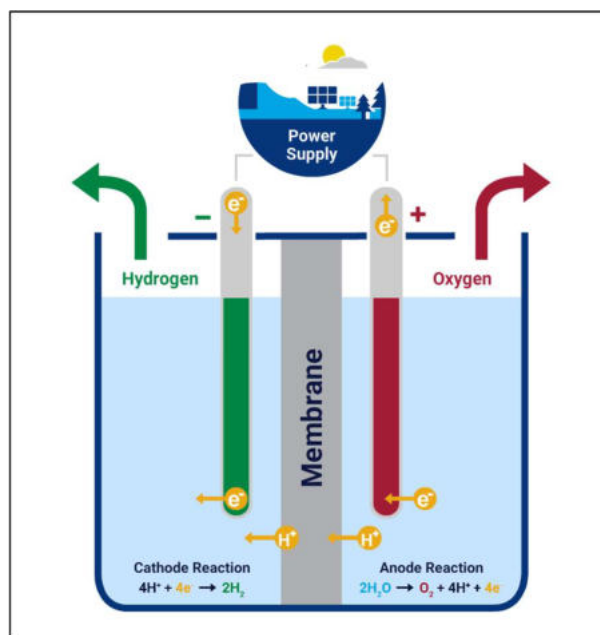 Power
Supply
e⁻
−
e⁻
+
Hydrogen
Oxygen
Membrane
e⁻
e⁻
H⁺
H⁺
Cathode Reaction
4H⁺ + 4e⁻ → 2H₂
Anode Reaction
2H₂O → O₂ + 4H⁺ + 4e⁻